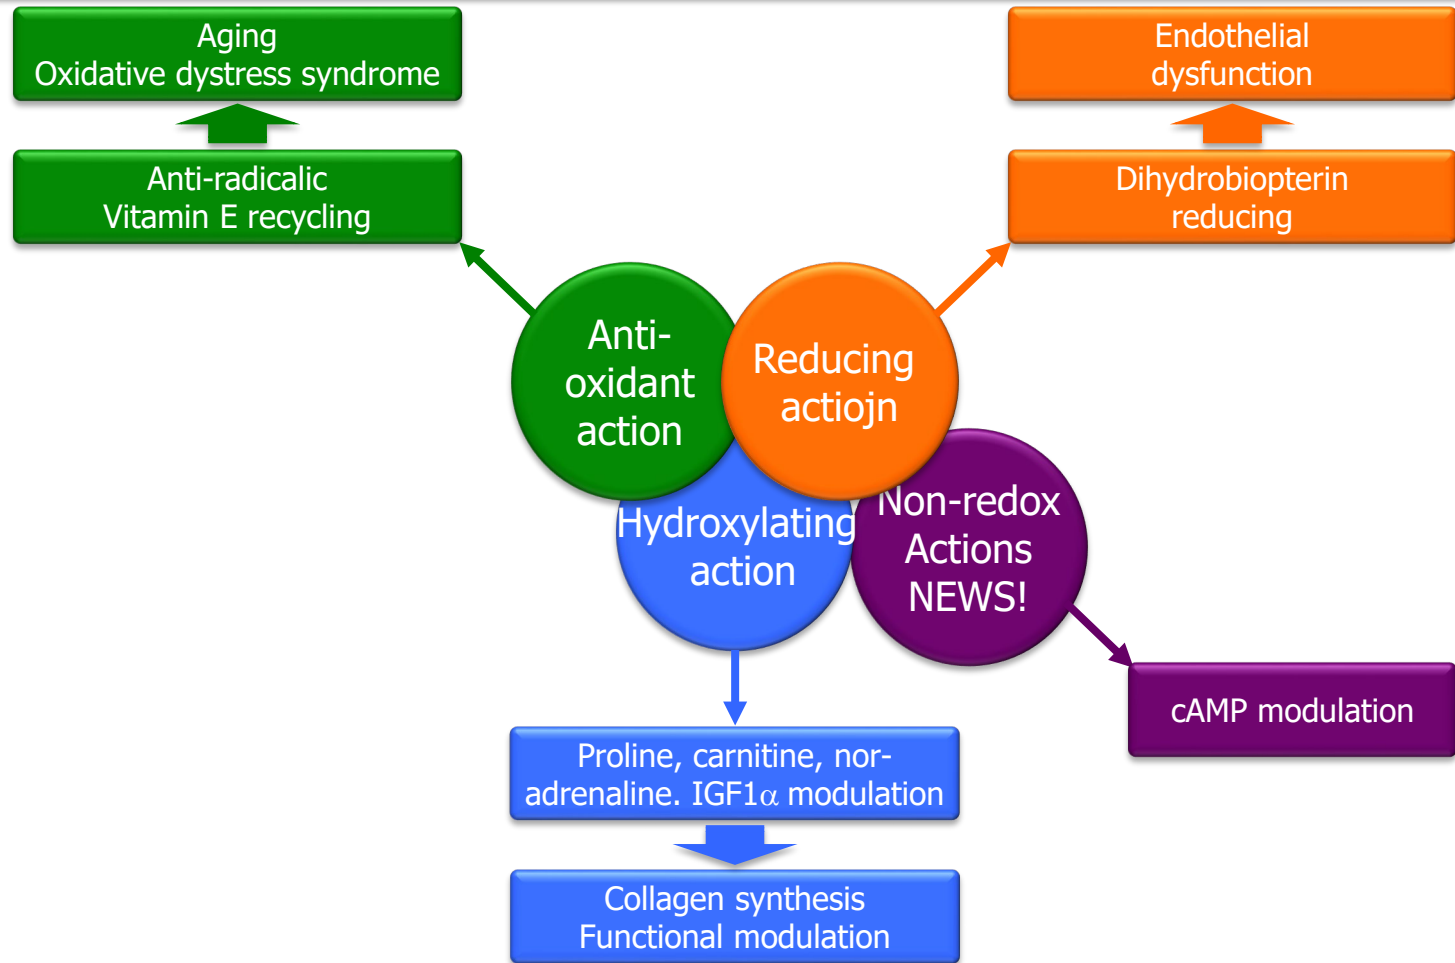 Aging
Oxidative dystress syndrome
Endothelial
dysfunction
Anti-radicalic
Vitamin E recycling
Dihydrobiopterin
reducing
Anti-
oxidant
action
Reducing
actiojn
Hydroxylating
action
Non-redox
Actions
NEWS!
cAMP modulation
Proline, carnitine, nor-
adrenaline. IGF1α modulation
Collagen synthesis
Functional modulation